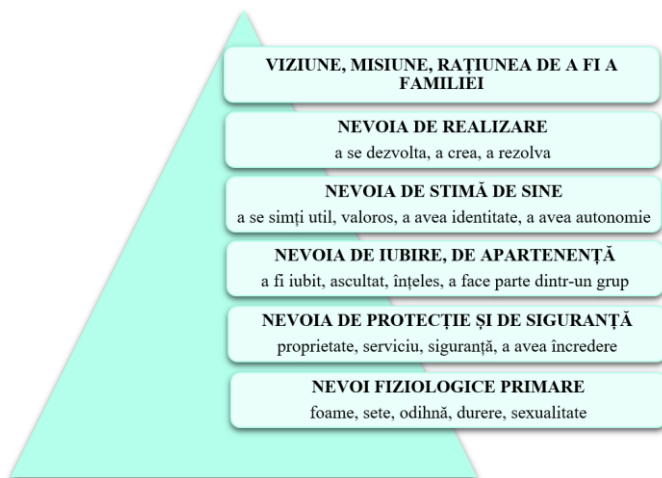 VIZIUNE, MISIUNE, RAȚIUNEA DE A FI A
FAMILIEI
NEVOIA DE REALIZARE
a se dezvolta, a crea, a rezolva
NEVOIA DE STIMĂ DE SINE
a se simți util, valoros, a avea identitate, a avea autonomie
NEVOIA DE IUBIRE, DE APARTENENȚĂ
a fi iubit, ascultat, înțeles, a face parte dintr-un grup
NEVOIA DE PROTECȚIE ȘI DE SIGURANȚĂ
proprietate, serviciu, siguranță, a avea încredere
NEVOI FIZIOLOGICE PRIMARE
foame, sete, odihnă, durere, sexualitate